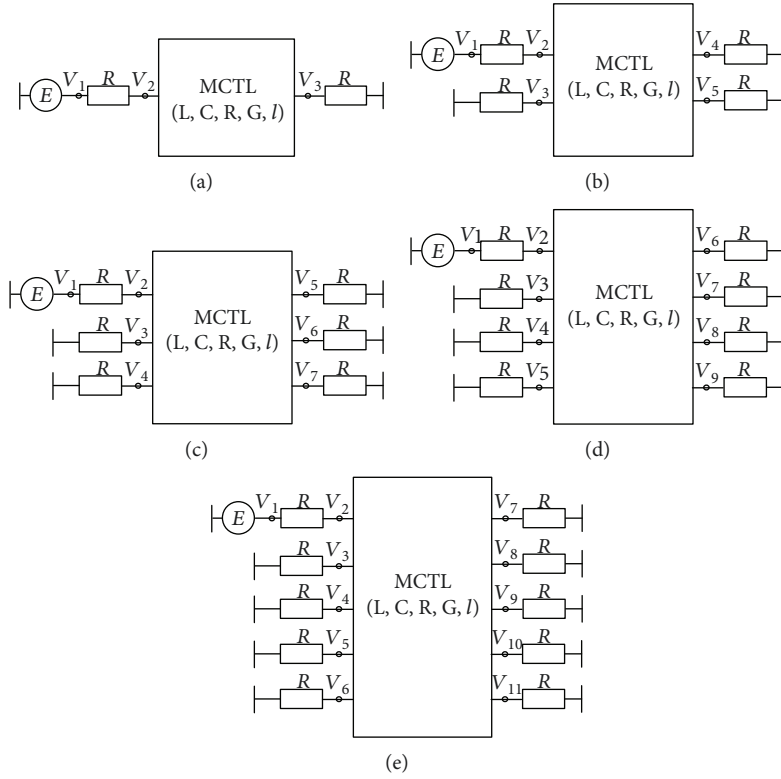 E V1 R V2 MCTL (L, C, R, G, l) V3 R
(a)
E V1 R V2 MCTL (L, C, R, G, l) V4 R
R V3 V5 R
(b)
E V1 R V2 MCTL (L, C, R, G, l) V5 R
R V3 V6 R
R V4 V7 R
(c)
E V1 R V2 MCTL (L, C, R, G, l) V6 R
R V3 V7 R
R V4 V8 R
R V5 V9 R
(d)
E V1 R V2 MCTL (L, C, R, G, l) V7 R
R V3 V8 R
R V4 V9 R
R V5 V10 R
R V6 V11 R
(e)